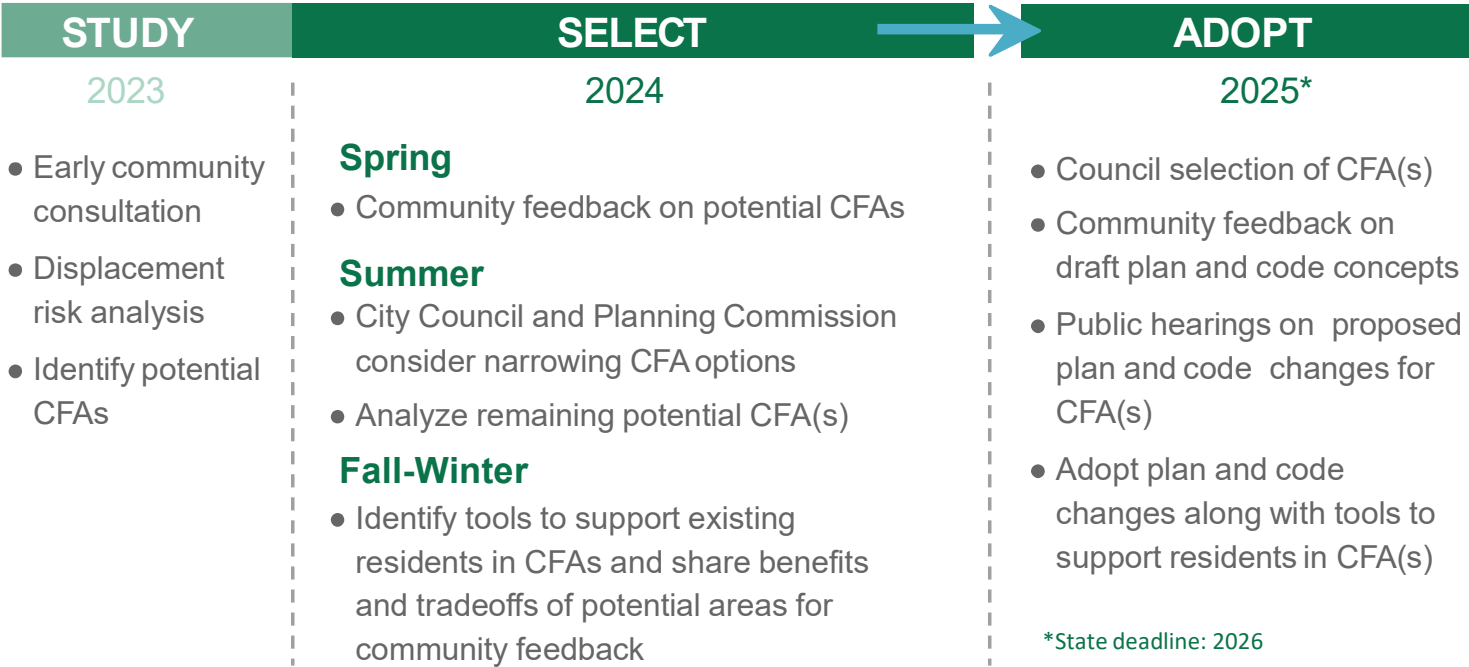 STUDY
2023
● Early community
consultation
● Displacement
risk analysis
● Identify potential
CFAs
SELECT
2024
Spring
● Community feedback on potential CFAs
Summer
● City Council and Planning Commission
consider narrowing CFA options
● Analyze remaining potential CFA(s)
Fall-Winter
● Identify tools to support existing
residents in CFAs and share benefits
and tradeoffs of potential areas for
community feedback
ADOPT
2025*
● Council selection of CFA(s)
● Community feedback on
draft plan and code concepts
● Public hearings on proposed
plan and code changes for
CFA(s)
● Adopt plan and code
changes along with tools to
support residents in CFA(s)
*State deadline: 2026